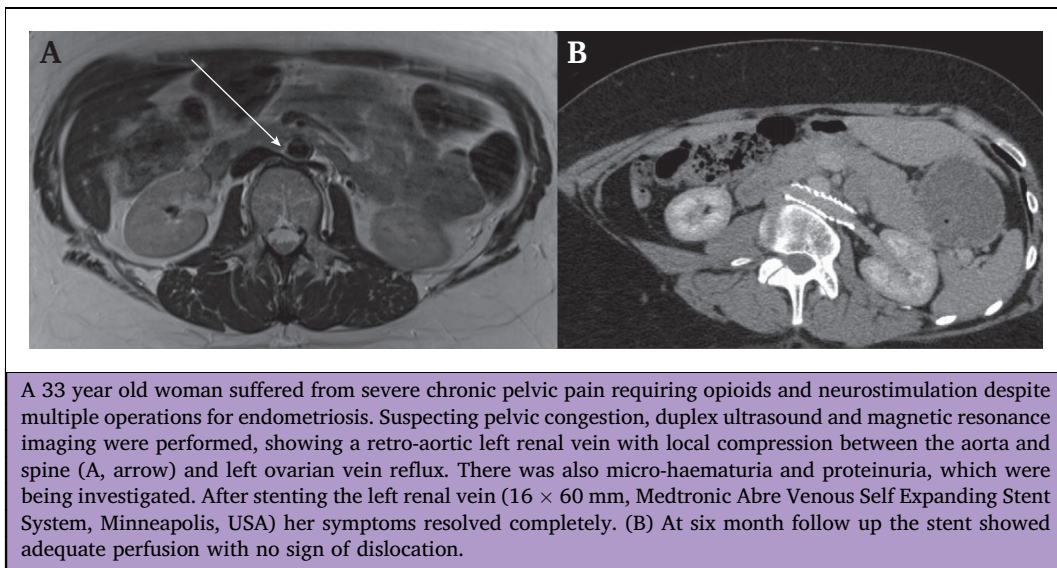 A
B
A 33 year old woman suffered from severe chronic pelvic pain requiring opioids and neurostimulation despite
multiple operations for endometriosis. Suspecting pelvic congestion, duplex ultrasound and magnetic resonance
imaging were performed, showing a retro-aortic left renal vein with local compression between the aorta and
spine (A, arrow) and left ovarian vein reflux. There was also micro-haematuria and proteinuria, which were
being investigated. After stenting the left renal vein (16 × 60 mm, Medtronic Abre Venous Self Expanding Stent
System, Minneapolis, USA) her symptoms resolved completely. (B) At six month follow up the stent showed
adequate perfusion with no sign of dislocation.